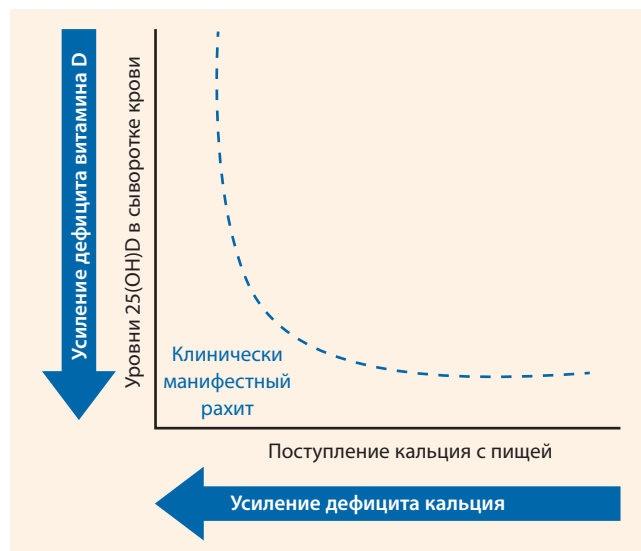 Усиление дефицита витамина D
Уровни 25(OH)D в сыворотке крови
Клинически
манифестный
рахит
Поступление кальция с пищей
Усиление дефицита кальция